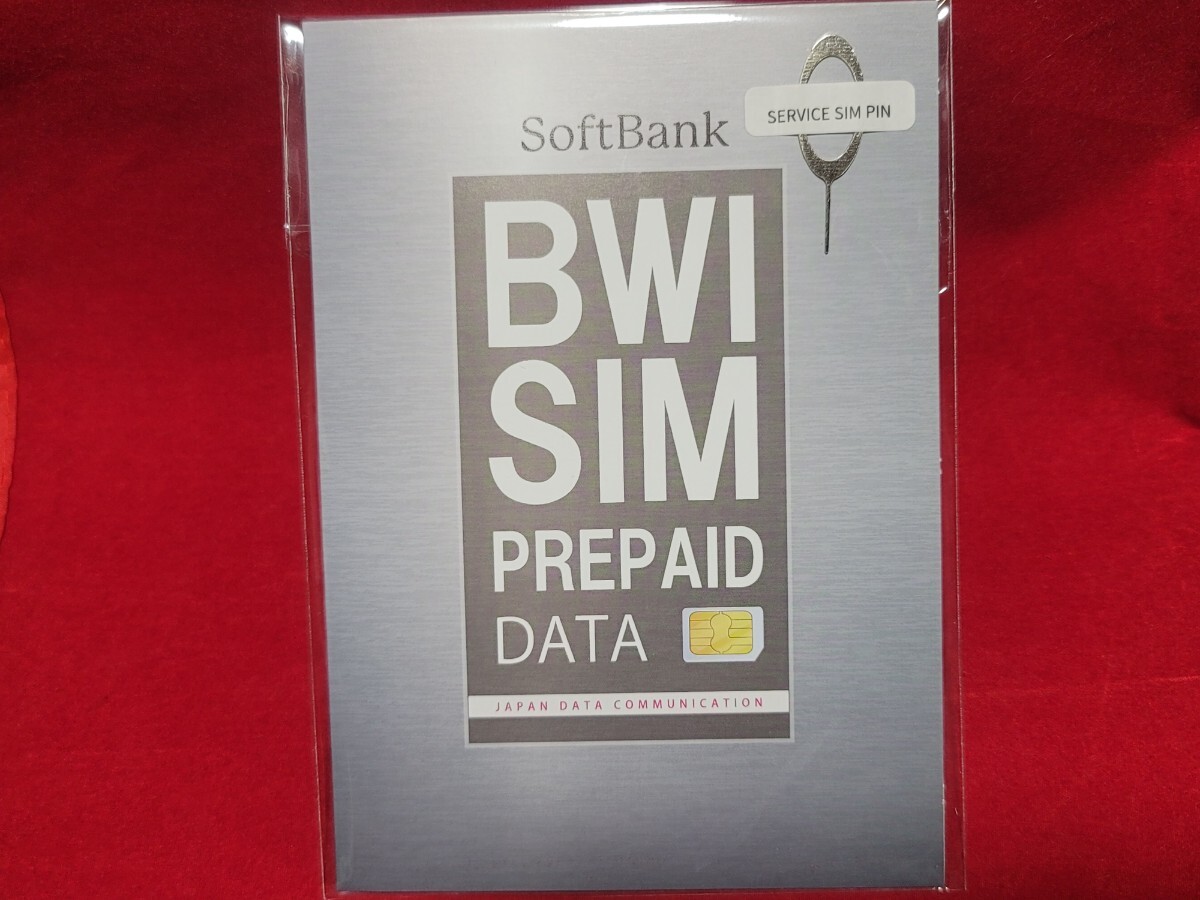 SoftBank
SERVICE SIM PIN
BWI
SIM
PREPAID
DATA
JAPAN DATA COMMUNICATION